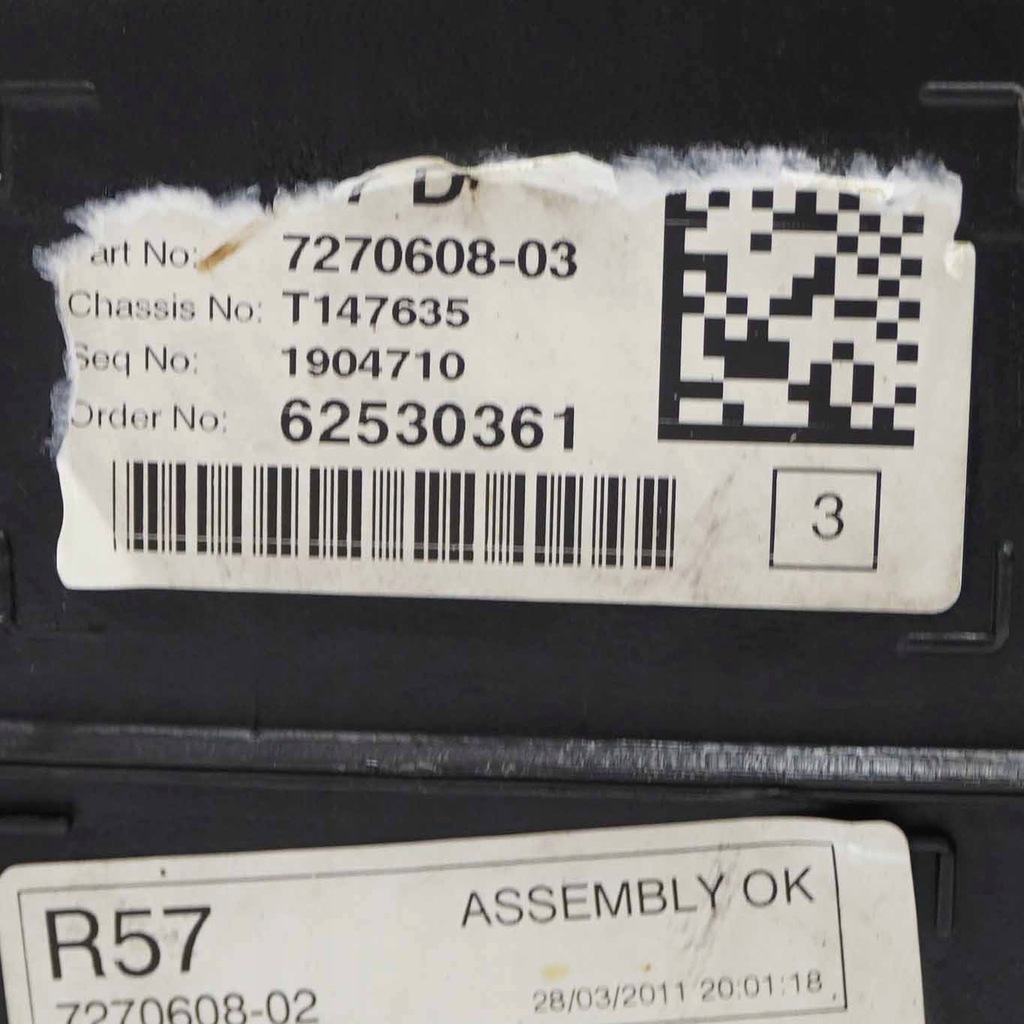 art No: 7270608-03
Chassis No: T147635
Seq No: 1904710
Order No: 62530361
3
R57 ASSEMBLY OK
7270608-02 28/03/2011 20:01:18